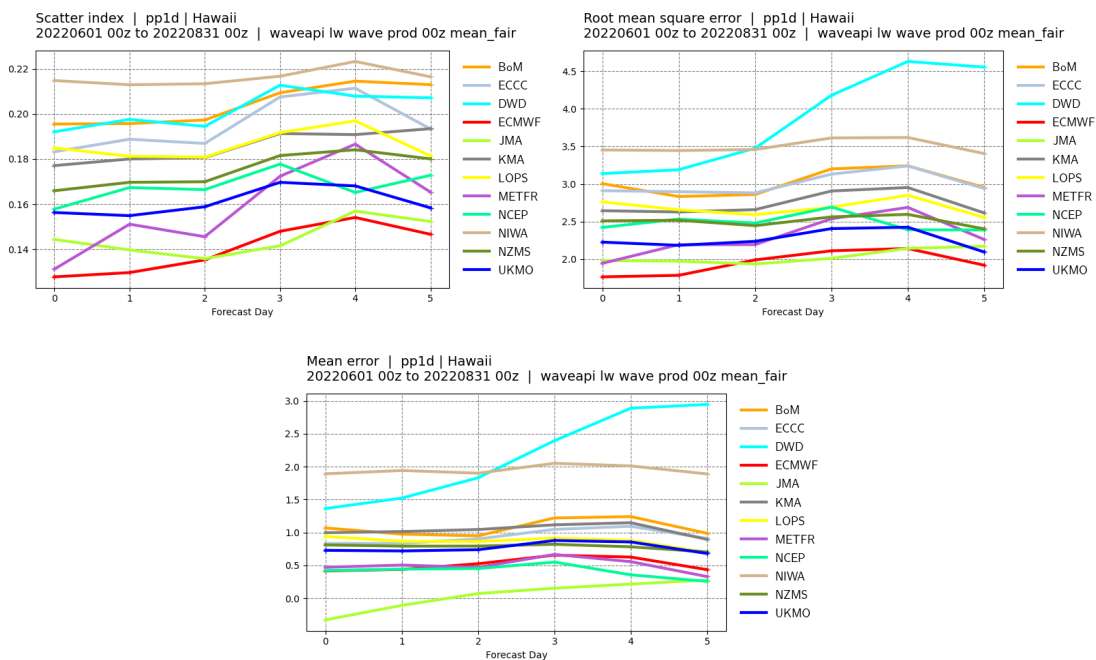 Scatter index | pp1d | Hawaii
20220601 00z to 20220831 00z | waveapi lw wave prod 00z mean_fair
0.22
0.20
0.18
0.16
0.14
0 1 2 3 4 5
Forecast Day
BoM
ECCC
DWD
ECMWF
JMA
KMA
LOPS
METFR
NCEP
NIWA
NZMS
UKMO
Root mean square error | pp1d | Hawaii
20220601 00z to 20220831 00z | waveapi lw wave prod 00z mean_fair
4.5
4.0
3.5
3.0
2.5
2.0
0 1 2 3 4 5
Forecast Day
BoM
ECCC
DWD
ECMWF
JMA
KMA
LOPS
METFR
NCEP
NIWA
NZMS
UKMO
Mean error | pp1d | Hawaii
20220601 00z to 20220831 00z | waveapi lw wave prod 00z mean_fair
3.0
2.5
2.0
1.5
1.0
0.5
0.0
0 1 2 3 4 5
Forecast Day
BoM
ECCC
DWD
ECMWF
JMA
KMA
LOPS
METFR
NCEP
NIWA
NZMS
UKMO